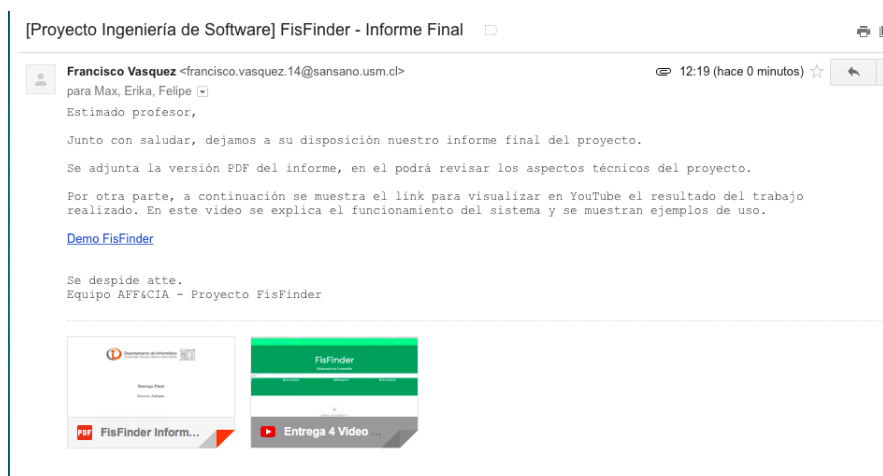 [Proyecto Ingeniería de Software] FisFinder - Informe Final
Francisco Vasquez <francisco.vasquez.14@sansano.usm.cl>
12:19 (hace 0 minutos)
para Max, Erika, Felipe
Estimado profesor,
Junto con saludar, dejamos a su disposición nuestro informe final del proyecto.
Se adjunta la versión PDF del informe, en el podrá revisar los aspectos técnicos del proyecto.
Por otra parte, a continuación se muestra el link para visualizar en YouTube el resultado del trabajo
realizado. En este video se explica el funcionamiento del sistema y se muestran ejemplos de uso.
Demo FisFinder
Se despide atte.
Equipo AFF&CIA - Proyecto FisFinder
Departamento de Informática
Entrega Final
PDF FisFinder Inform...
FisFinder
Entrega 4 Video ...